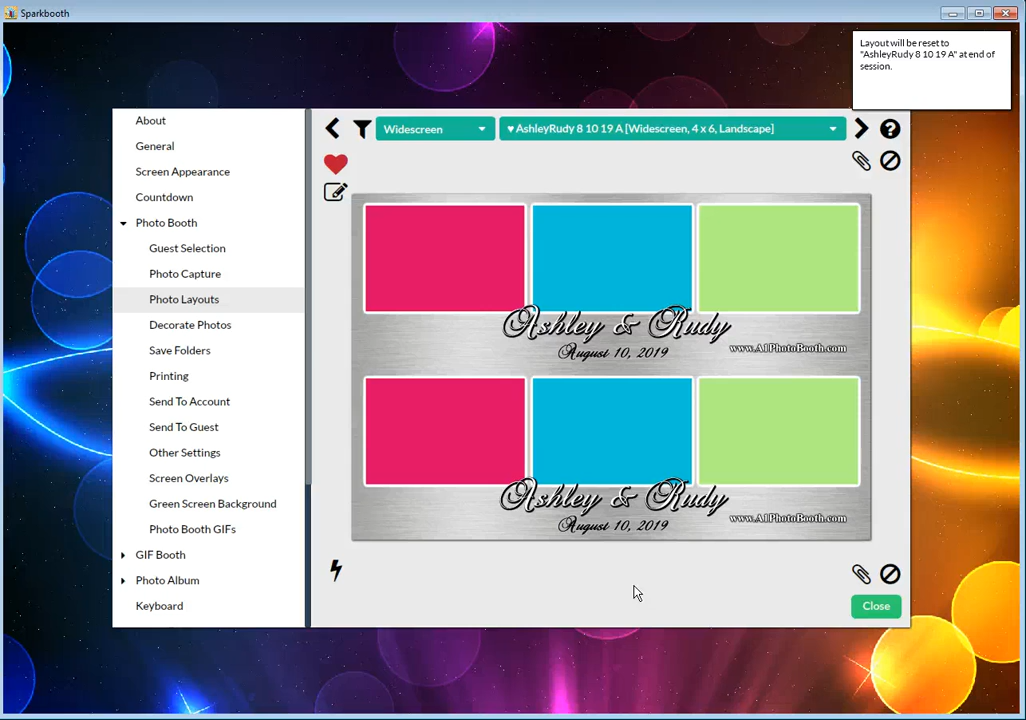 Sparkbooth
Layout will be reset to
"AshleyRudy 8 10 19 A" at end of
session.
About
General
Screen Appearance
Countdown
Photo Booth
Guest Selection
Photo Capture
Photo Layouts
Decorate Photos
Save Folders
Printing
Send To Account
Send To Guest
Other Settings
Screen Overlays
Green Screen Background
Photo Booth GIFs
GIF Booth
Photo Album
Keyboard
Widescreen
♥ AshleyRudy 8 10 19 A [Widescreen, 4 x 6, Landscape]
Ashley & Rudy
August 10, 2019
www.A1PhotoBooth.com
Ashley & Rudy
August 10, 2019
www.A1PhotoBooth.com
Close